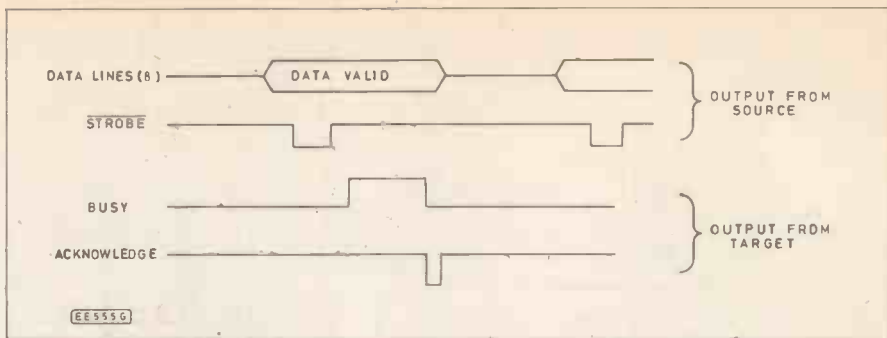 DATA LINES(8)
DATA VALID
OUTPUT FROM
SOURCE
STROBE
BUSY
OUTPUT FROM
TARGET
ACKNOWLEDGE
EE555G